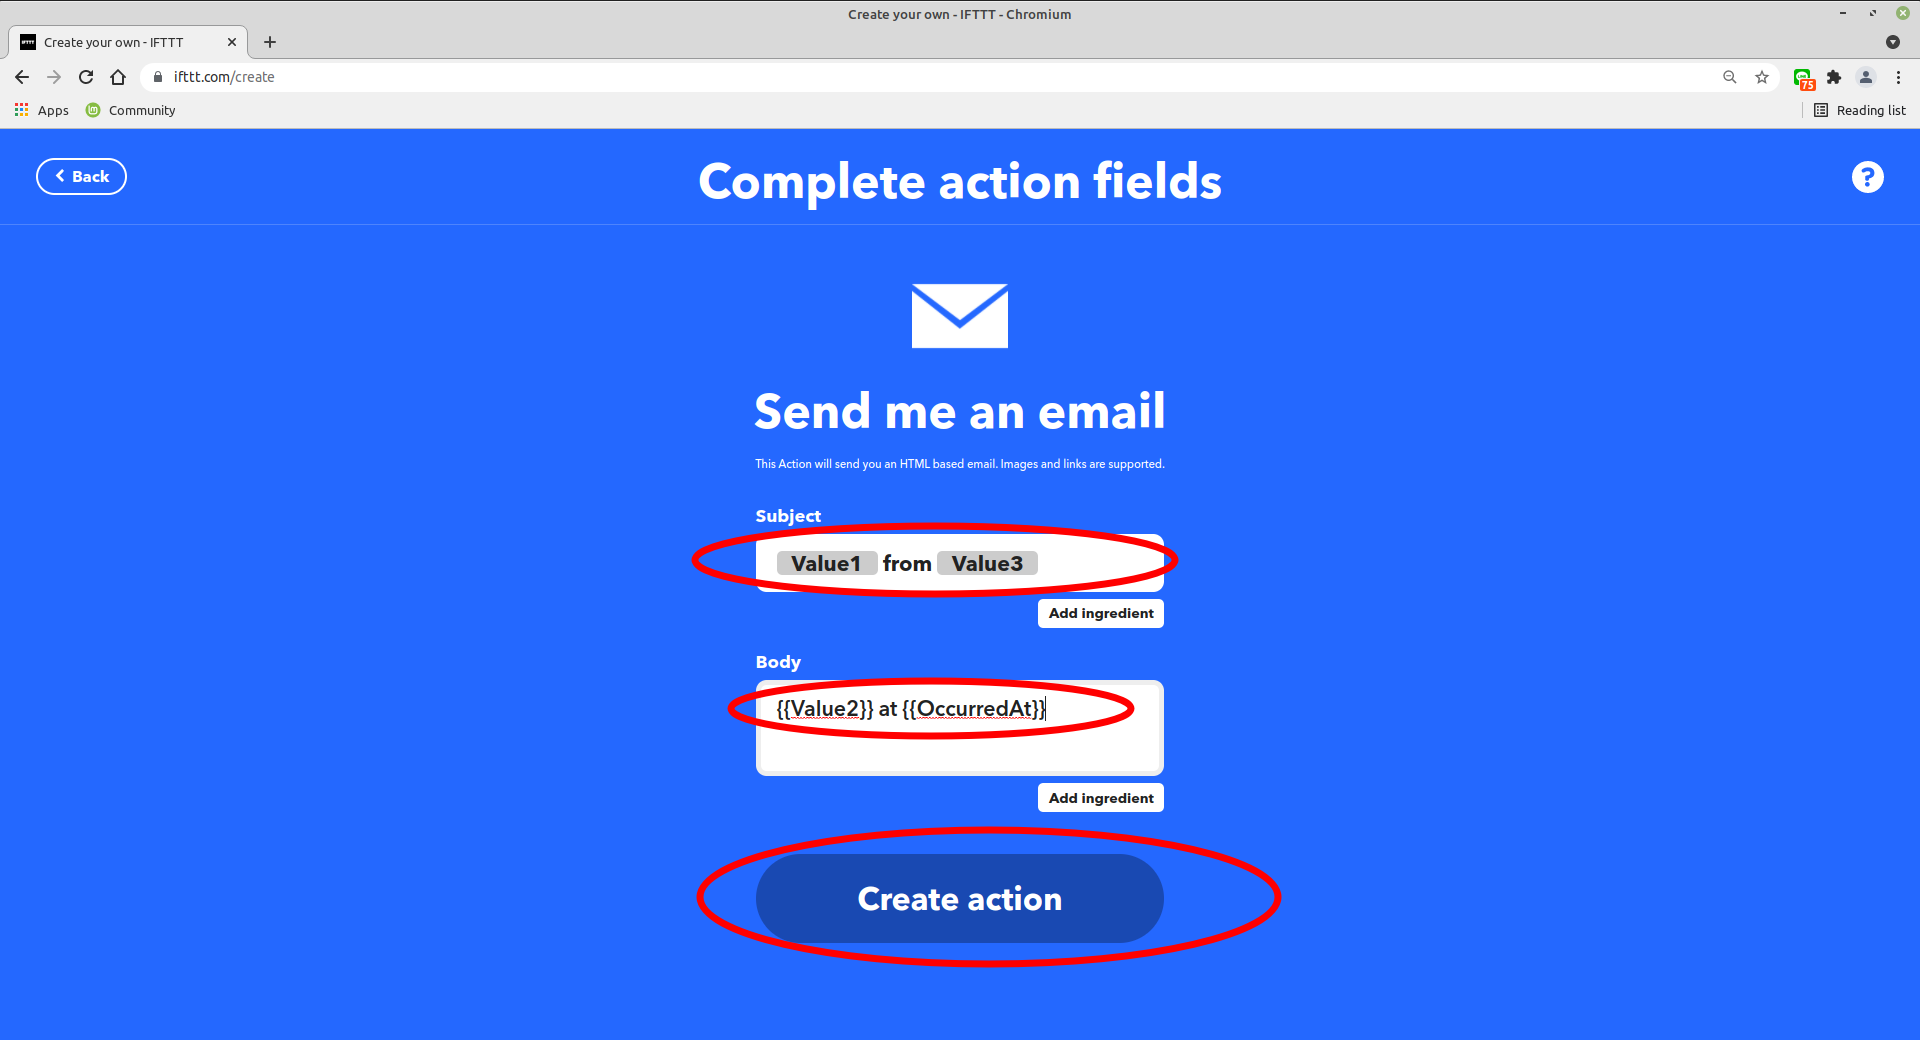 Create your own - IFTTT - Chromium
IFTTT Create your own - IFTTT
ifttt.com/create
75
Apps Community Reading list
Back Complete action fields ?
Send me an email
This Action will send you an HTML based email. Images and links are supported.
Subject
Value1 from Value3
Add ingredient
Body
{{Value2}} at {{OccurredAt}}
Add ingredient
Create action